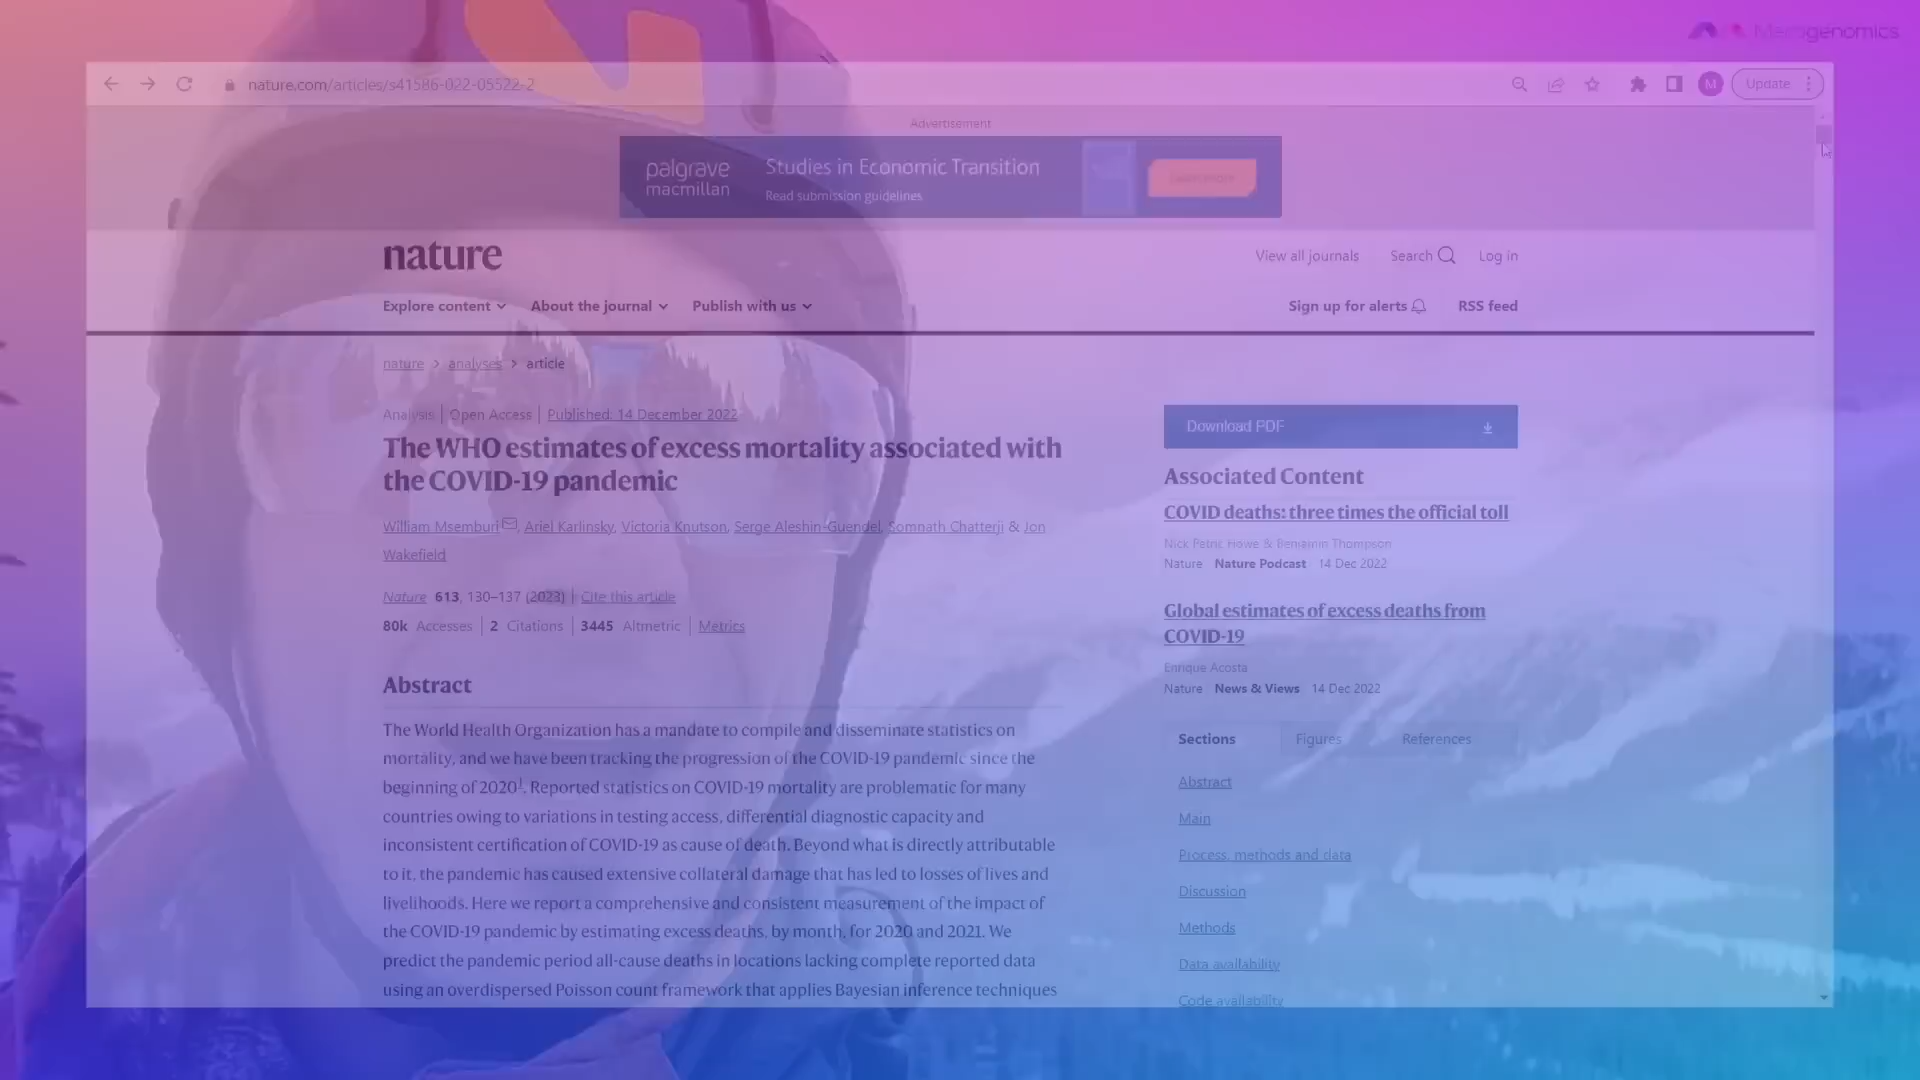 Metagenomics
nature.com/articles/s41586-022-05522-2
M
Update
Advertisement
palgrave
macmillan
Studies in Economic Transition
Read submission guidelines
Learn more
nature
View all journals
Search
Log in
Explore content
About the journal
Publish with us
Sign up for alerts
RSS feed
nature > analyses > article
Analysis | Open Access | Published: 14 December 2022
The WHO estimates of excess mortality associated with
the COVID-19 pandemic
William Msemburi, Ariel Karlinsky, Victoria Knutson, Serge Aleshin-Guendel, Somnath Chatterji & Jon
Wakefield
Nature 613, 130–137 (2023) | Cite this article
80k Accesses | 2 Citations | 3445 Altmetric | Metrics
Abstract
The World Health Organization has a mandate to compile and disseminate statistics on
mortality, and we have been tracking the progression of the COVID-19 pandemic since the
beginning of 2020¹. Reported statistics on COVID-19 mortality are problematic for many
countries owing to variations in testing access, differential diagnostic capacity and
inconsistent certification of COVID-19 as cause of death. Beyond what is directly attributable
to it, the pandemic has caused extensive collateral damage that has led to losses of lives and
livelihoods. Here we report a comprehensive and consistent measurement of the impact of
the COVID-19 pandemic by estimating excess deaths, by month, for 2020 and 2021. We
predict the pandemic period all-cause deaths in locations lacking complete reported data
using an overdispersed Poisson count framework that applies Bayesian inference techniques
Download PDF
Associated Content
COVID deaths: three times the official toll
Nick Petrić Howe & Benjamin Thompson
Nature Nature Podcast 14 Dec 2022
Global estimates of excess deaths from
COVID-19
Enrique Acosta
Nature News & Views 14 Dec 2022
Sections
Figures
References
Abstract
Main
Process, methods and data
Discussion
Methods
Data availability
Code availability